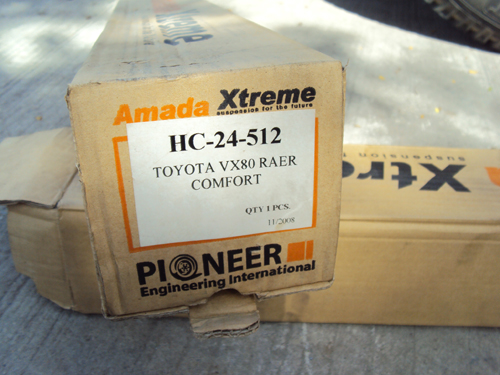 Amada Xtreme
suspension for the future
HC-24-512
TOYOTA VX80 RAER
COMFORT
QTY 1 PCS.
11/2008
PIONEER
Engineering International
Xtre
suspension